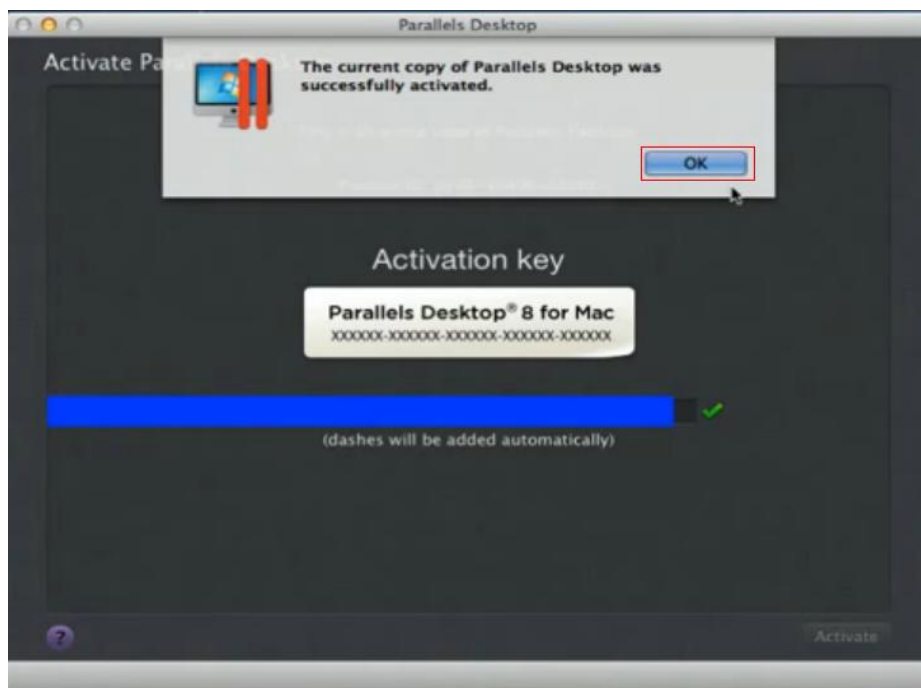 Parallels Desktop
Activate Pa
The current copy of Parallels Desktop was
successfully activated.
OK
Activation key
Parallels Desktop® 8 for Mac
XXXXXX-XXXXXX-XXXXXX-XXXXXX-XXXXXX
(dashes will be added automatically)
?
Activate